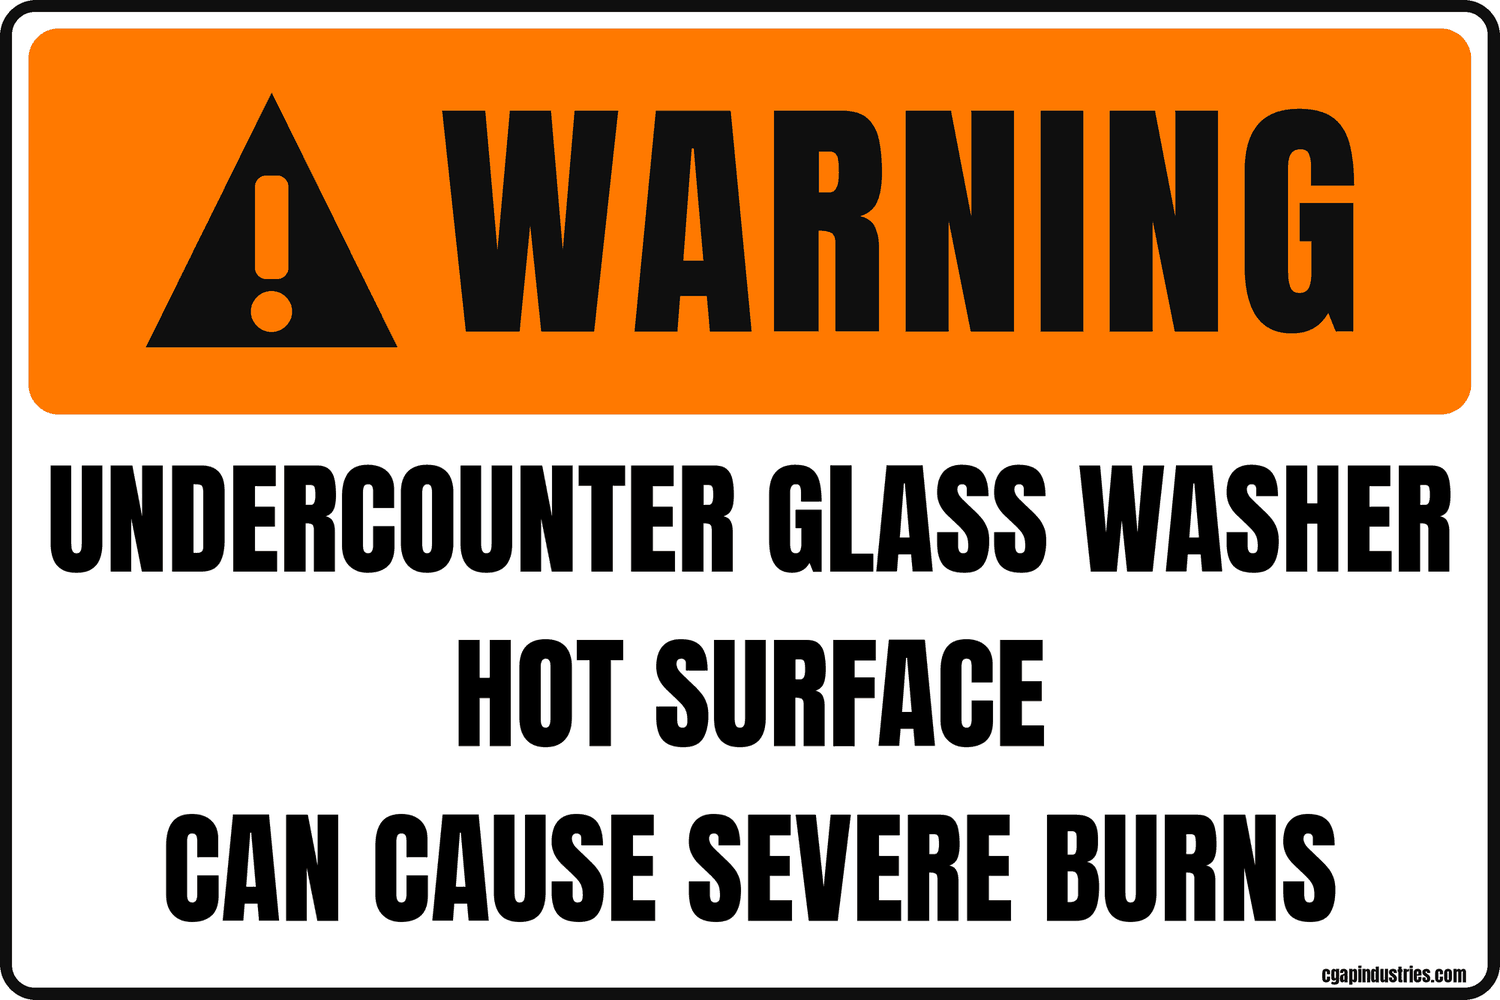 WARNING
UNDERCOUNTER GLASS WASHER
HOT SURFACE
CAN CAUSE SEVERE BURNS
cgapindustries.com